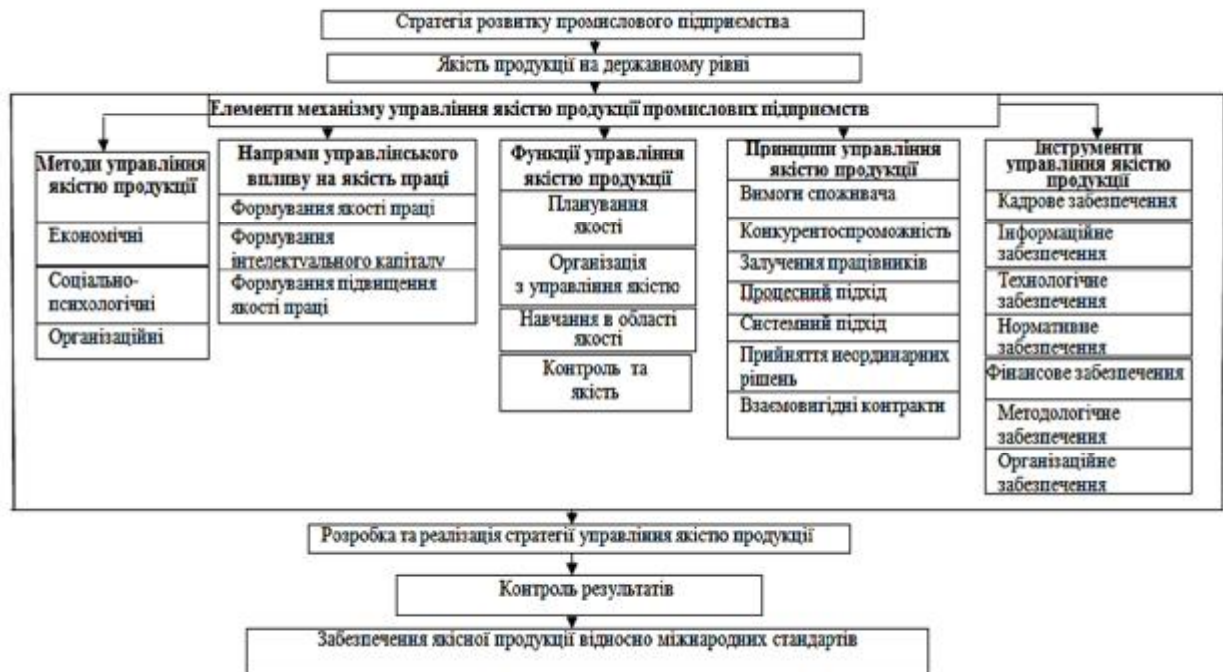 Стратегія розвитку промислового підприємства
Якість продукції на державному рівні
Елементи механізму управління якістю продукції промислових підприємств
Методи управління
якістю продукції
Економічні
Соціально-
психологічні
Організаційні
Напрями управлінського
впливу на якість праці
Формування якості праці
Формування
інтелектуального капіталу
Формування підвищення
якості праці
Функції управління
якістю продукції
Планування
якості
Організація
з управління якістю
Навчання в області
якості
Контроль та
якість
Принципи управління
якістю продукції
Вимоги споживача
Конкурентоспроможність
Залучення працівників
Процесний підхід
Системний підхід
Прийняття неординарних
рішень
Взаємовигідні контракти
Інструменти
управління якістю
продукції
Кадрове забезпечення
Інформаційне
забезпечення
Технологічне
забезпечення
Нормативне
забезпечення
Фінансове забезпечення
Методологічне
забезпечення
Організаційне
забезпечення
Розробка та реалізація стратегії управління якістю продукції
Контроль результатів
Забезпечення якісної продукції відносно міжнародних стандартів